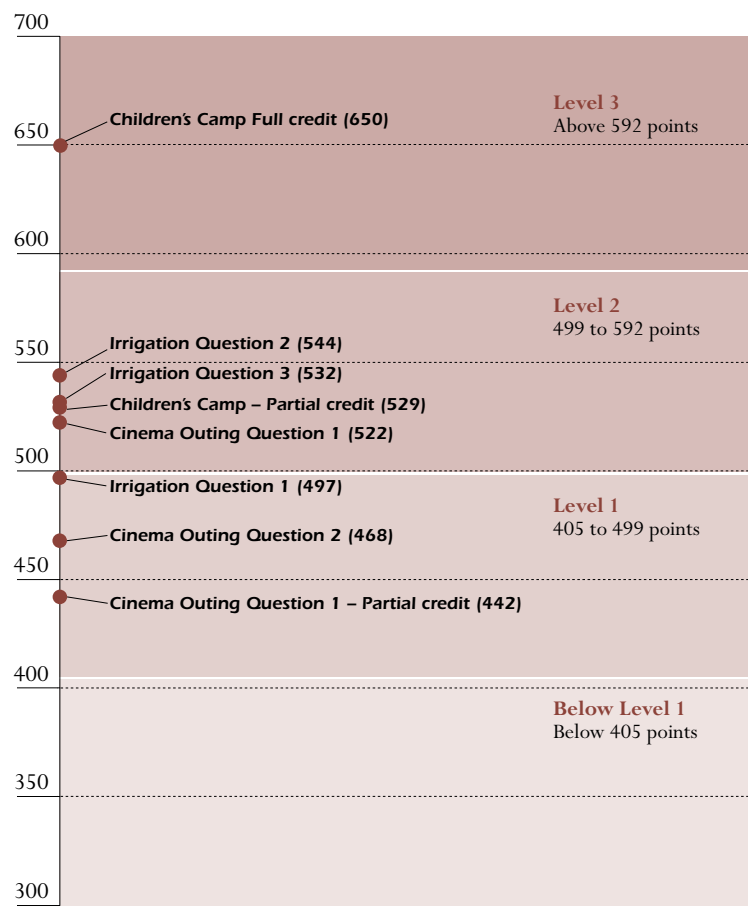 700
Level 3
Children's Camp Full credit (650)
Above 592 points
650
600
Level 2
499 to 592 points
Irrigation Question 2 (544)
550
Irrigation Question 3 (532)
Children's Camp – Partial credit (529)
Cinema Outing Question 1 (522)
500
Irrigation Question 1 (497)
Level 1
405 to 499 points
Cinema Outing Question 2 (468)
450
Cinema Outing Question 1 – Partial credit (442)
400
Below Level 1
Below 405 points
350
300